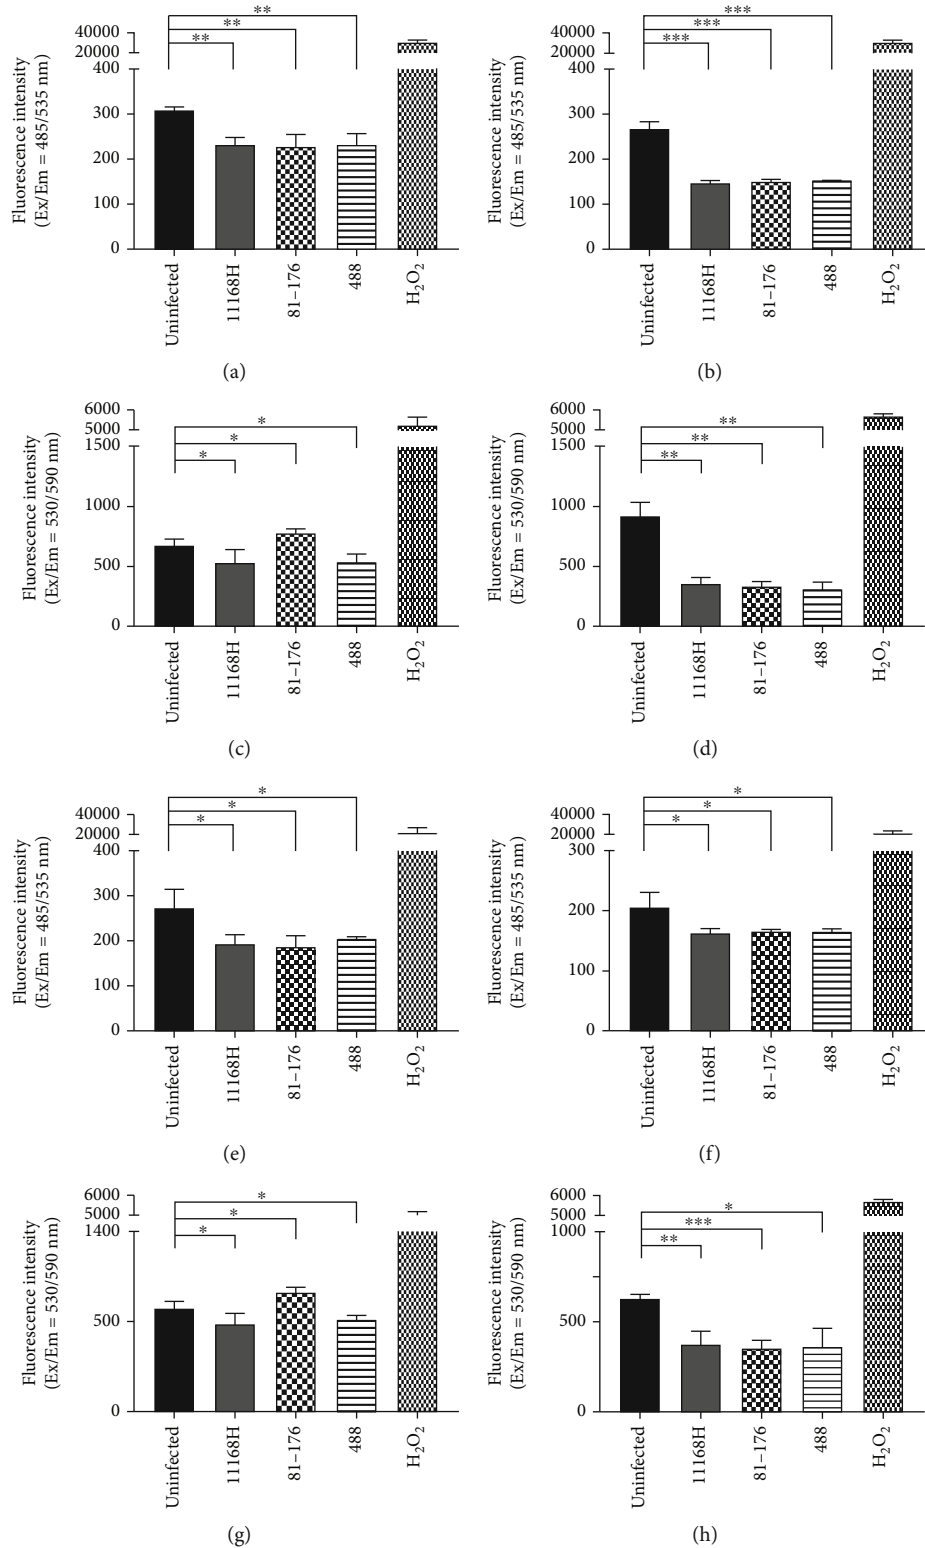 Fluorescence intensity
(Ex/Em = 485/535 nm)
40000
20000
400
300
200
100
0
**
**
**
Uninfected
11168H
81–176
488
H₂O₂
(a)
Fluorescence intensity
(Ex/Em = 485/535 nm)
40000
20000
400
300
200
100
0
***
***
***
Uninfected
11168H
81–176
488
H₂O₂
(b)
Fluorescence intensity
(Ex/Em = 530/590 nm)
6000
5000
1500
1000
500
0
*
*
*
Uninfected
11168H
81–176
488
H₂O₂
(c)
Fluorescence intensity
(Ex/Em = 530/590 nm)
6000
5000
1500
1000
500
0
**
**
**
Uninfected
11168H
81–176
488
H₂O₂
(d)
Fluorescence intensity
(Ex/Em = 485/535 nm)
40000
20000
400
300
200
100
0
*
*
*
Uninfected
11168H
81–176
488
H₂O₂
(e)
Fluorescence intensity
(Ex/Em = 485/535 nm)
40000
20000
300
200
100
0
*
*
*
Uninfected
11168H
81–176
488
H₂O₂
(f)
Fluorescence intensity
(Ex/Em = 530/590 nm)
6000
5000
1400
500
0
*
*
*
Uninfected
11168H
81–176
488
H₂O₂
(g)
Fluorescence intensity
(Ex/Em = 530/590 nm)
6000
5000
1000
500
0
*
***
**
Uninfected
11168H
81–176
488
H₂O₂
(h)